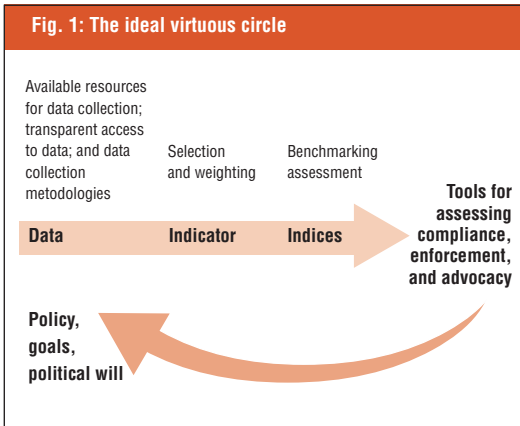 Fig. 1: The ideal virtuous circle
Available resources
for data collection;
transparent access
to data; and data
collection
methodologies
Selection
and weighting
Benchmarking
assessment
Data
Indicator
Indices
Tools for
assessing
compliance,
enforcement,
and advocacy
Policy,
goals,
political will